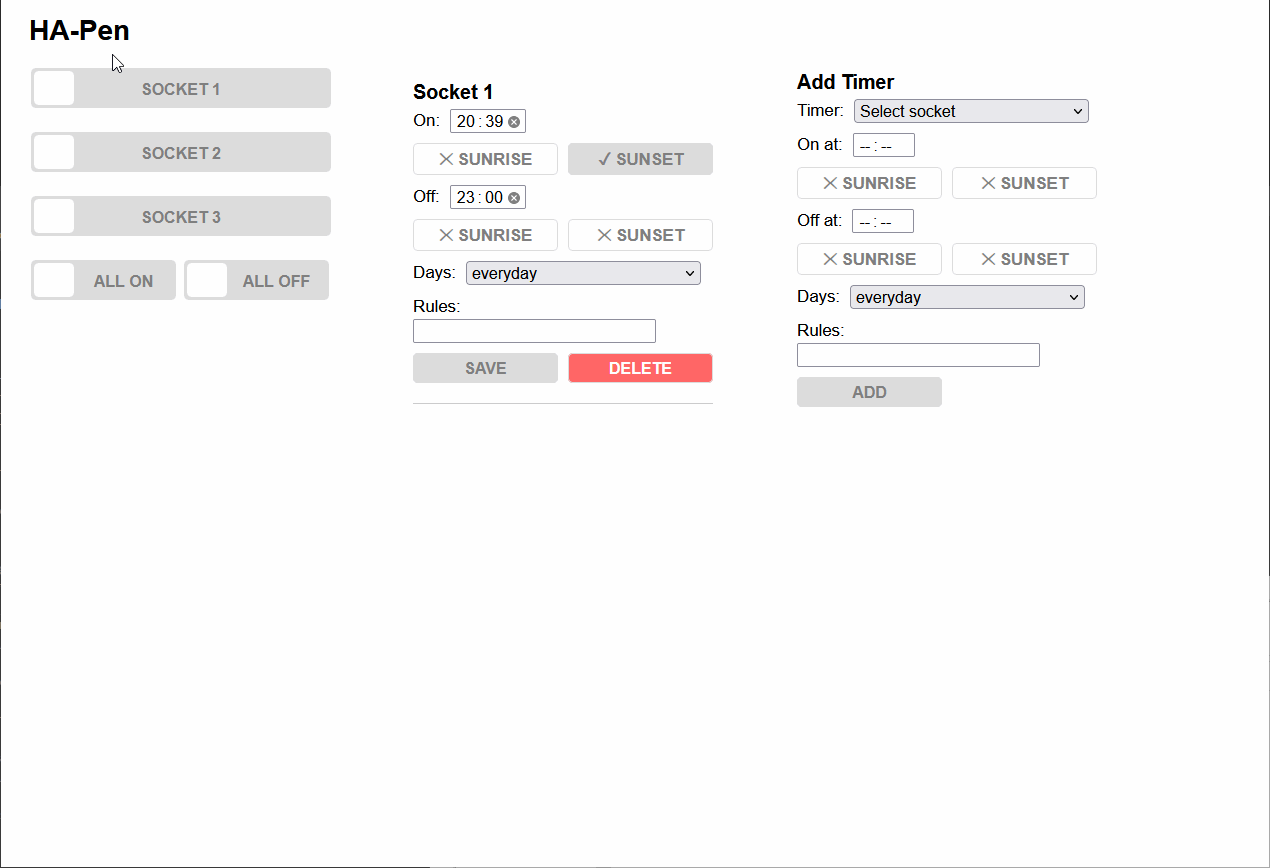 HA-Pen
SOCKET 1
SOCKET 2
SOCKET 3
ALL ON
ALL OFF
Socket 1
On: 20:39
SUNRISE
✓ SUNSET
Off: 23:00
SUNRISE
SUNSET
Days: everyday
Rules:
SAVE
DELETE
Add Timer
Timer: Select socket
On at: --:--
SUNRISE
SUNSET
Off at: --:--
SUNRISE
SUNSET
Days: everyday
Rules:
ADD